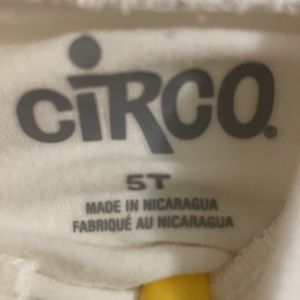 CiRCO.
5T
MADE IN NICARAGUA
FABRIQUÉ AU NICARAGUA